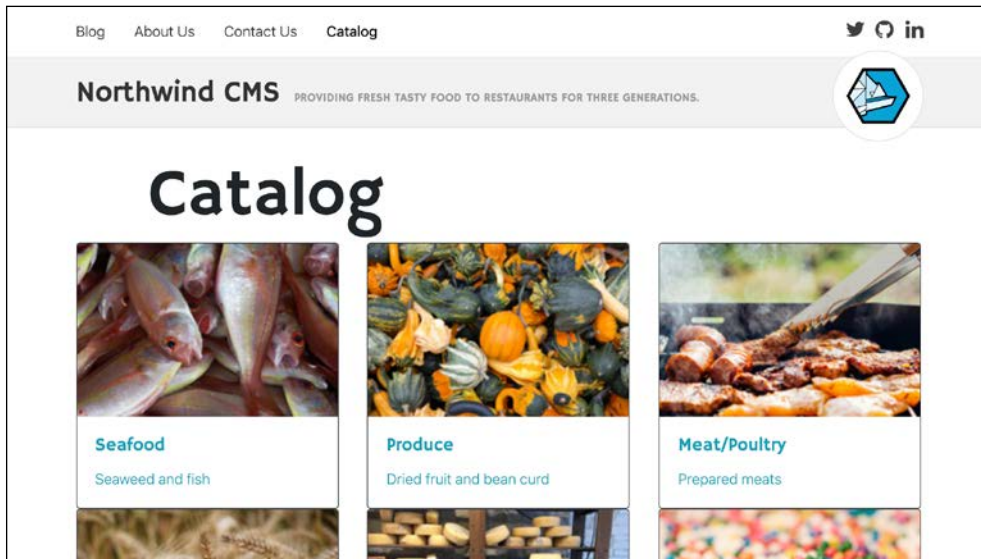 Blog About Us Contact Us Catalog in
Northwind CMS PROVIDING FRESH TASTY FOOD TO RESTAURANTS FOR THREE GENERATIONS.
Catalog
Seafood Produce Meat/Poultry
Seaweed and fish Dried fruit and bean curd Prepared meats